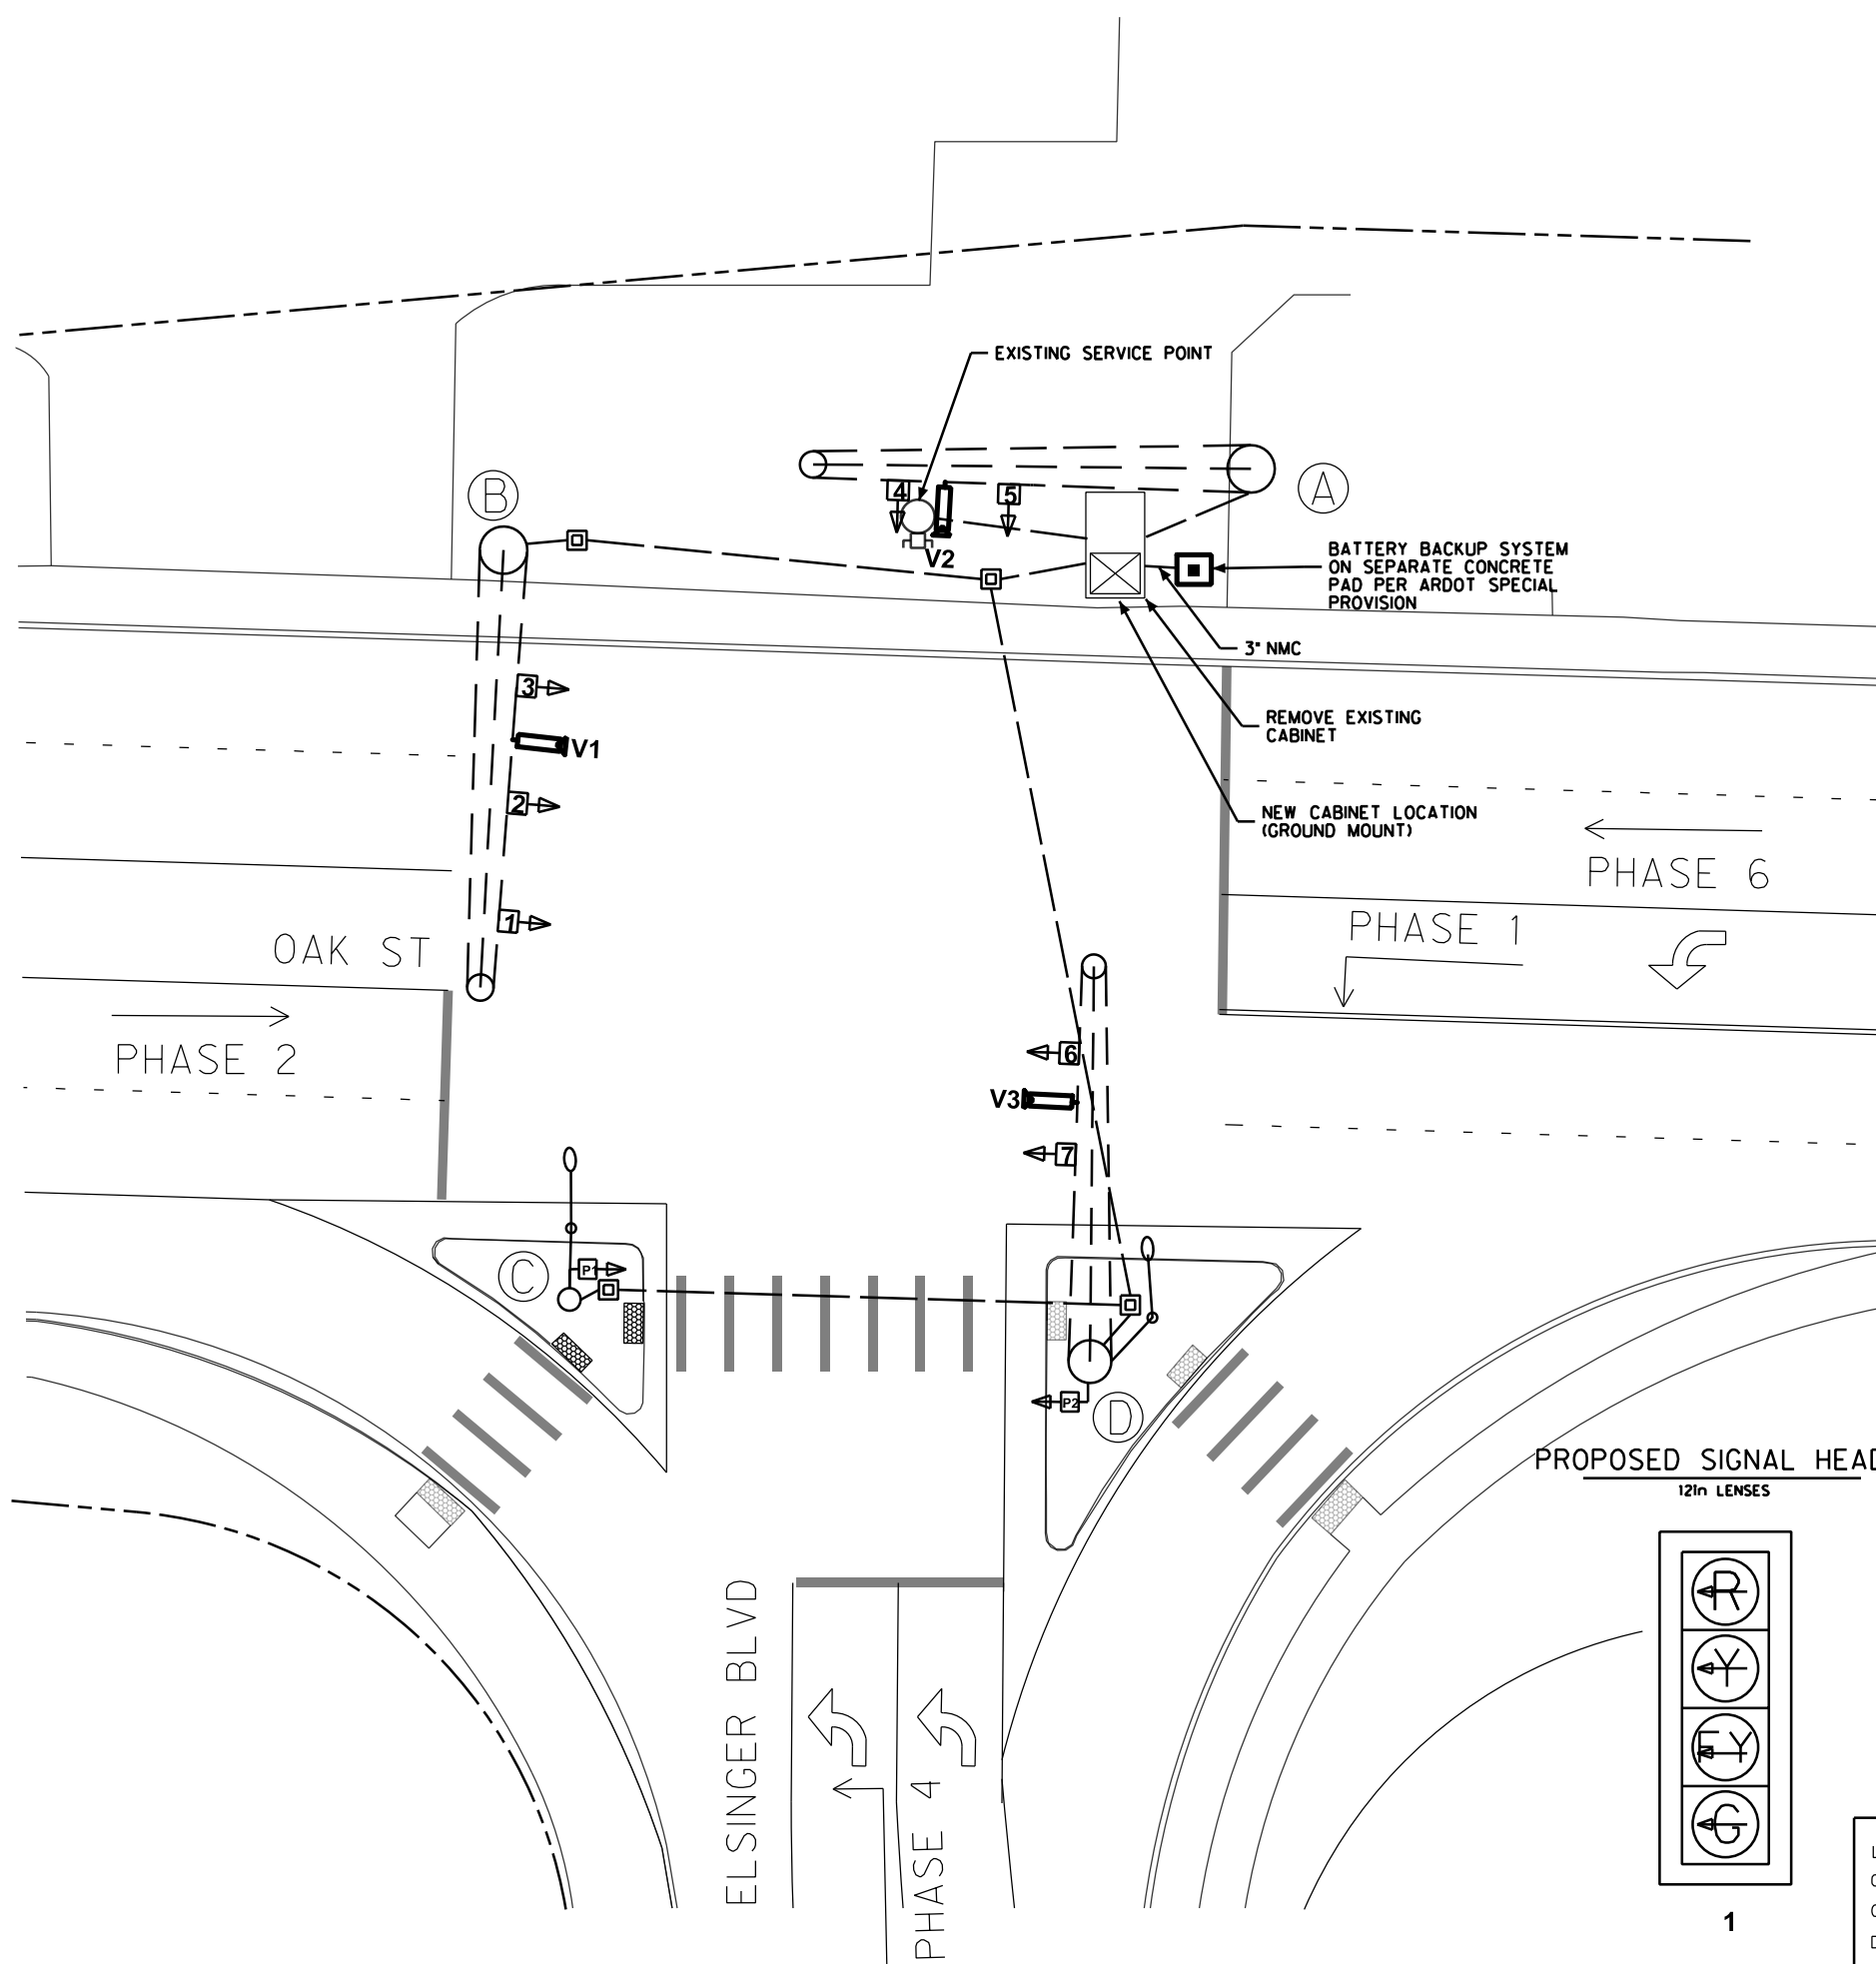 EXISTING SERVICE POINT
B
A
4
5
V2
BATTERY BACKUP SYSTEM
ON SEPARATE CONCRETE
PAD PER ARDOT SPECIAL
PROVISION
3" NMC
3
V1
REMOVE EXISTING
CABINET
2
NEW CABINET LOCATION
(GROUND MOUNT)
PHASE 6
1
PHASE 1
OAK ST
PHASE 2
6
V3
7
C
P1
P2
D
PROPOSED SIGNAL HEAD
12in LENSES
R
Y
FY
G
1
ELSINGER BLVD
PHASE 4